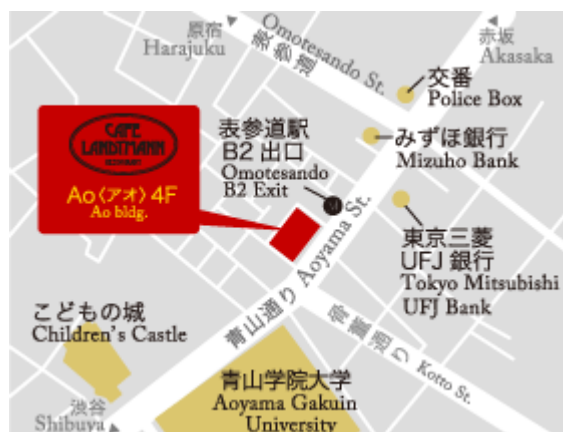 原宿
Harajuku
表参道
Omotesando St.
赤坂
Akasaka
交番
Police Box
CAFE
LANDTMANN
Ao〈アオ〉4F
Ao bldg.
表参道駅
B2 出口
Omotesando
B2 Exit
M
みずほ銀行
Mizuho Bank
東京三菱
UFJ 銀行
Tokyo Mitsubishi
UFJ Bank
青山通り Aoyama St.
骨董通り
Kotto St.
こどもの城
Children's Castle
青山学院大学
Aoyama Gakuin
University
渋谷
Shibuya